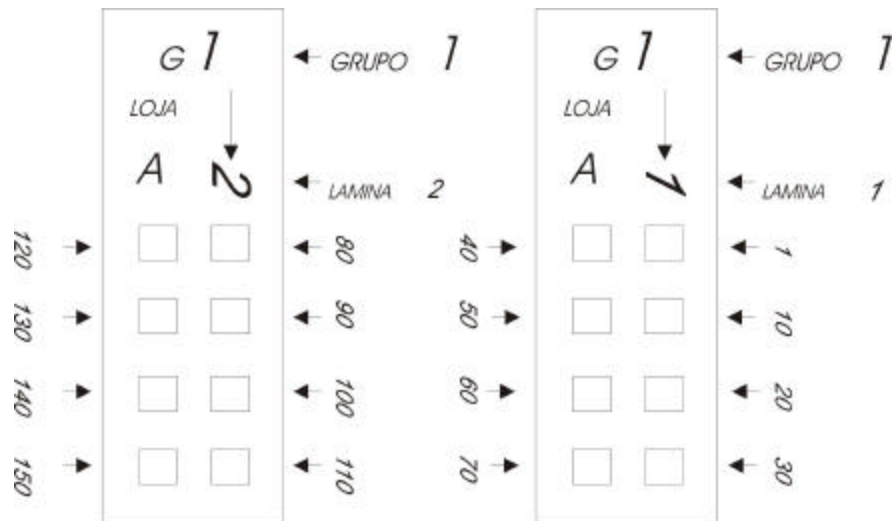 G 1 ← GRUPO 1 G 1 ← GRUPO 1
LOJA LOJA
A 2 ← LAMINA 2 A 1 ← LAMINA 1
120 80 40 1
130 90 50 10
140 100 60 20
150 110 70 30